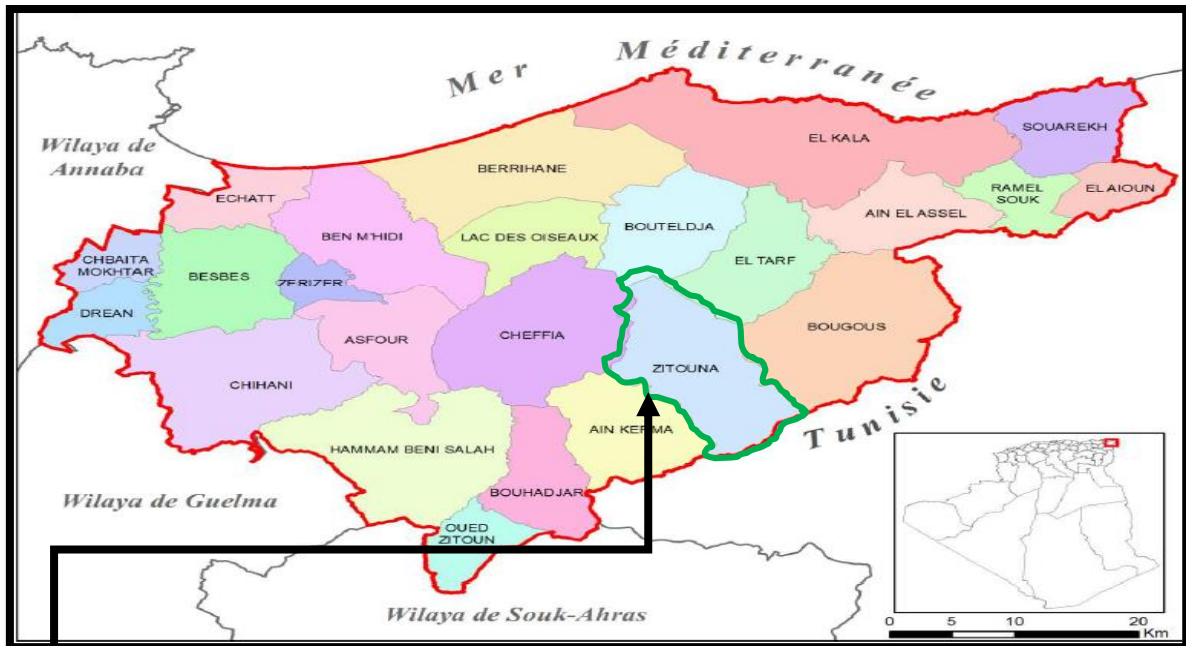 Mer Méditerranée
Wilaya de
Annaba
SOUAREKH
EL KALA
BERRIHANE
ECHATT
RAMEL
SOUK
EL AIOUN
AIN EL ASSEL
BOUTELDJA
LAC DES OISEAUX
BEN M'HIDI
EL TARF
CHBAITA
MOKHTAR
BESBES
ZERIZER
DREAN
BOUGOUS
CHEFFIA
ASFOUR
ZITOUNA
CHIHANI
Tunisie
AIN KERMA
HAMMAM BENI SALAH
BOUHADJAR
Wilaya de Guelma
OUED
ZITOUN
Wilaya de Souk-Ahras
0 5 10 20
Km